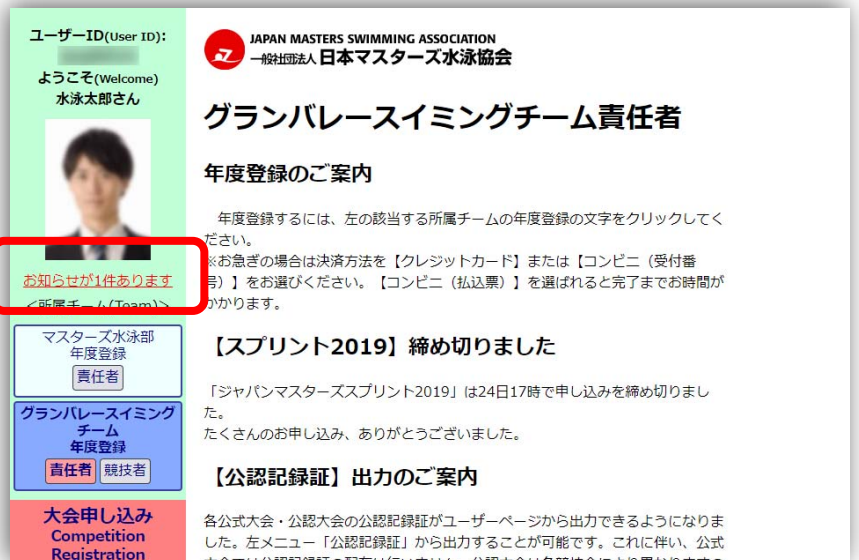 ユーザーID(User ID):
ようこそ(Welcome)
水泳太郎さん
お知らせが1件あります
<所属チーム(Team)>
マスターズ水泳部
年度登録
責任者
グランバレースイミング
チーム
年度登録
責任者 競技者
大会申し込み
Competition
Registration
JAPAN MASTERS SWIMMING ASSOCIATION
一般社団法人 日本マスターズ水泳協会
グランバレースイミングチーム責任者
年度登録のご案内
年度登録するには、左の該当する所属チームの年度登録の文字をクリックしてく
ださい。
※お急ぎの場合は決済方法を【クレジットカード】または【コンビニ（受付番
号）】をお選びください。【コンビニ（払込票）】を選ばれると完了までお時間が
かかります。
【スプリント2019】締め切りました
「ジャパンマスターズスプリント2019」は24日17時で申し込みを締め切りまし
た。
たくさんのお申し込み、ありがとうございました。
【公認記録証】出力のご案内
各公式大会・公認大会の公認記録証がユーザーページから出力できるようになりま
した。左メニュー「公認記録証」から出力することが可能です。これに伴い、公式